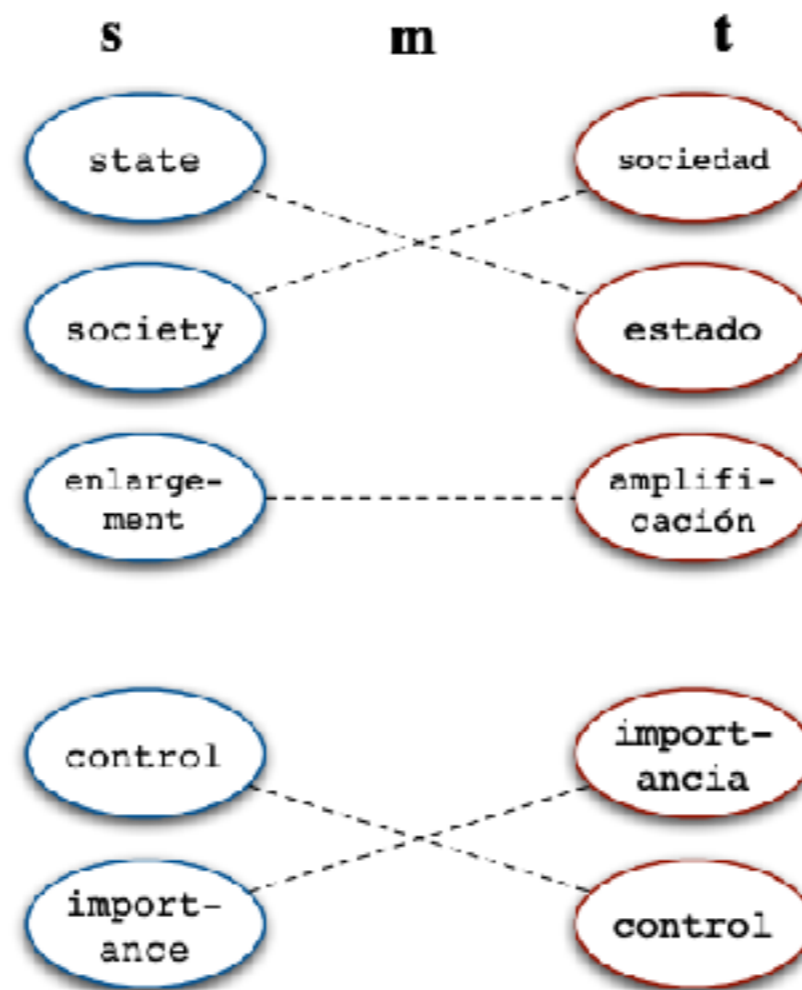 s m t
state sociedad
society estado
enlarge- amplifi-
ment cación
control import-
ancia
import- control
ance